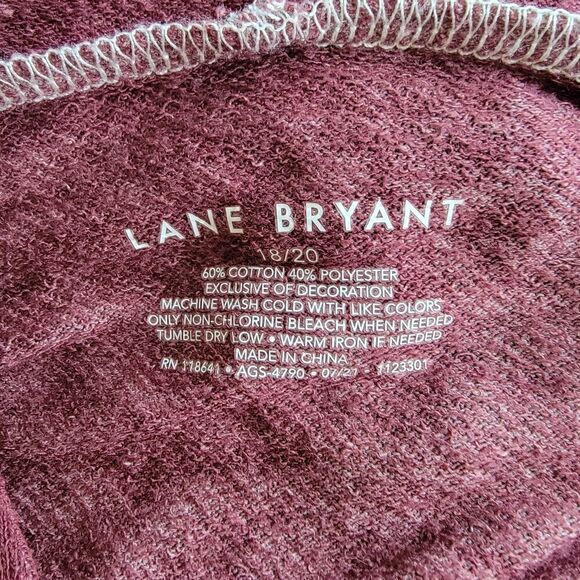 LANE BRYANT
18/20
60% COTTON 40% POLYESTER
EXCLUSIVE OF DECORATION
MACHINE WASH COLD WITH LIKE COLORS
ONLY NON-CHLORINE BLEACH WHEN NEEDED
TUMBLE DRY LOW • WARM IRON IF NEEDED
MADE IN CHINA
RN 118641 • AGS-4790 • 07/21 - 1123301